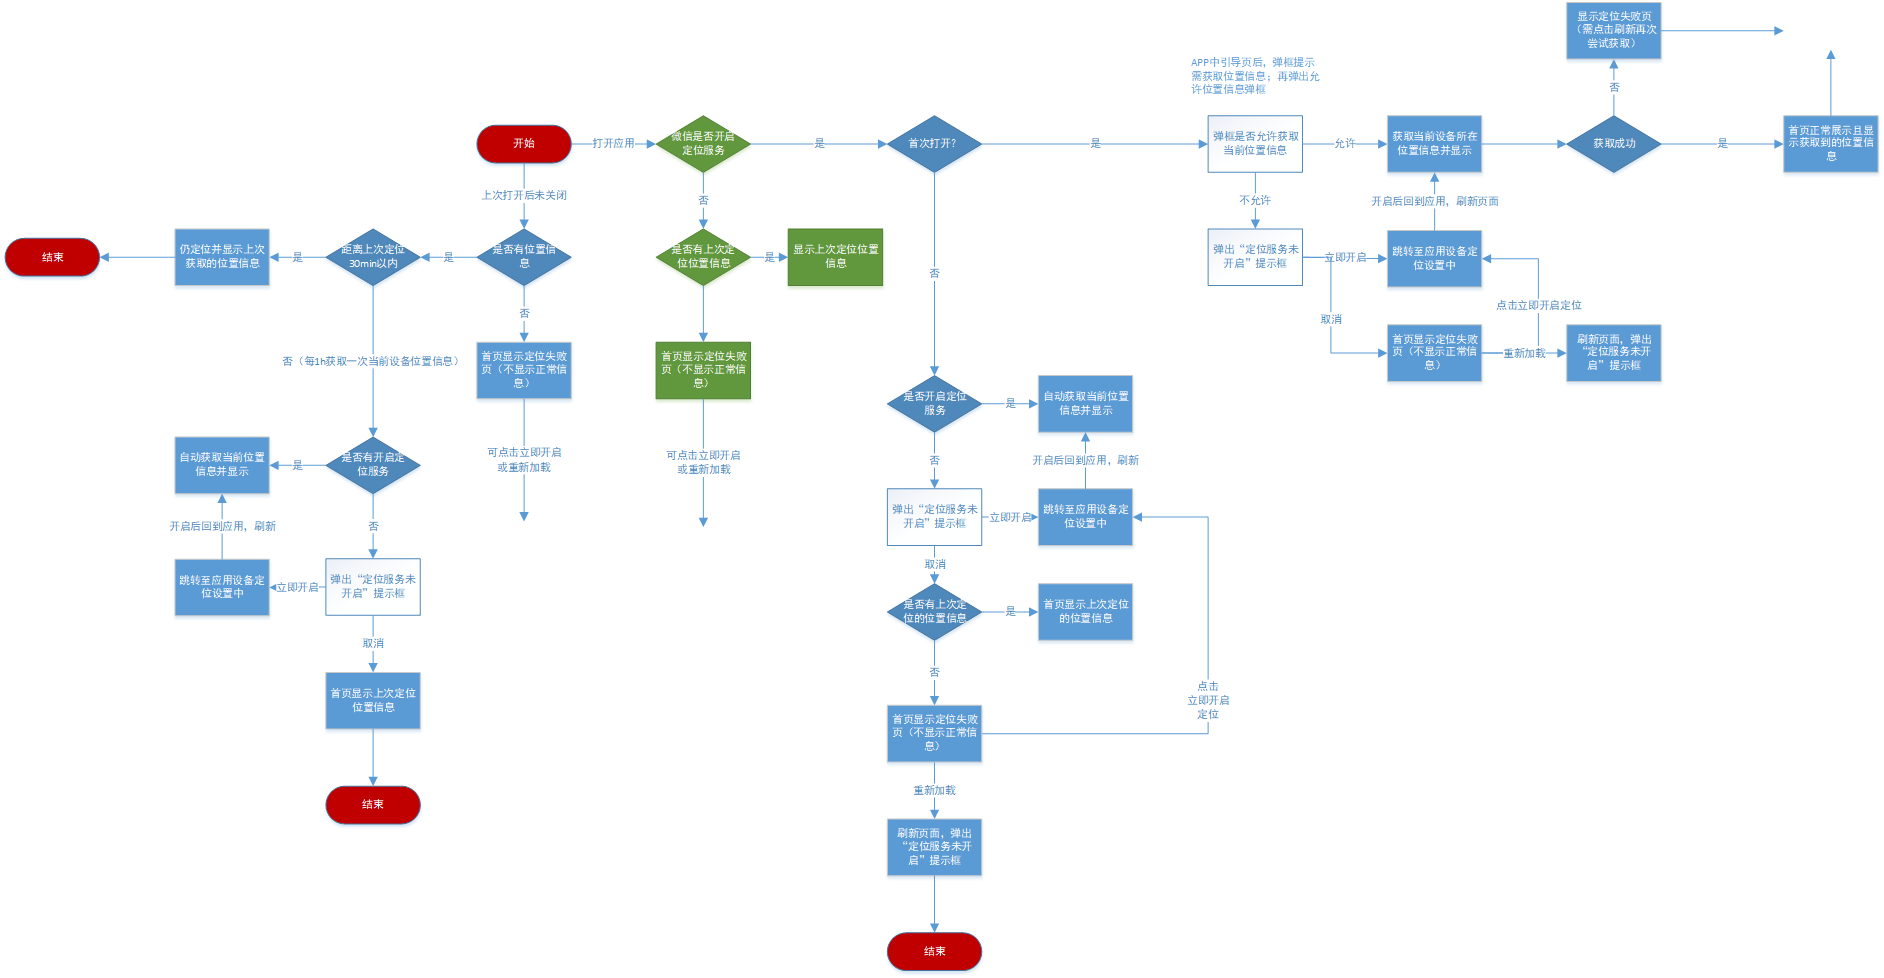 显示定位失败页
（需点击刷新再次
尝试获取）
APP中引导页后，弹框提示
需获取位置信息；再弹出允
许位置信息弹框
否
开始
打开应用
微信是否开启
定位服务
是
首次打开？
是
弹框是否允许获取
当前位置信息
允许
获取当前设备所在
位置信息并显示
获取成功
是
首页正常展示且显
示获取到的位置信
息
上次打开后未关闭
否
不允许
开启后回到应用，刷新页面
结束
仍定位并显示上次
获取的位置信息
是
距离上次定位
30min以内
是
是否有位置信
息
是否有上次定
位位置信息
是
显示上次定位位置
信息
否
弹出“定位服务未
开启”提示框
立即开启
跳转至应用设备定
位设置中
点击立即开启定位
否
取消
否（每1h获取一次当前设备位置信息）
首页显示定位失败
页（不显示正常信
息）
首页显示定位失败
页（不显示正常信
息）
首页显示定位失败
页（不显示正常信
息）
重新加载
刷新页面，弹出
“定位服务未开
启”提示框
是否开启定位
服务
是
自动获取当前位置
信息并显示
可点击立即开启
或重新加载
可点击立即开启
或重新加载
否
开启后回到应用，刷新
自动获取当前位置
信息并显示
是
是否有开启定
位服务
弹出“定位服务未
开启”提示框
立即开启
跳转至应用设备定
位设置中
开启后回到应用，刷新
否
取消
跳转至应用设备定
位设置中
立即开启
弹出“定位服务未
开启”提示框
是否有上次定
位的位置信息
是
首页显示上次定位
的位置信息
取消
否
首页显示上次定位
位置信息
点击
立即开启
定位
首页显示定位失败
页（不显示正常信
息）
重新加载
结束
刷新页面，弹出
“定位服务未开
启”提示框
结束